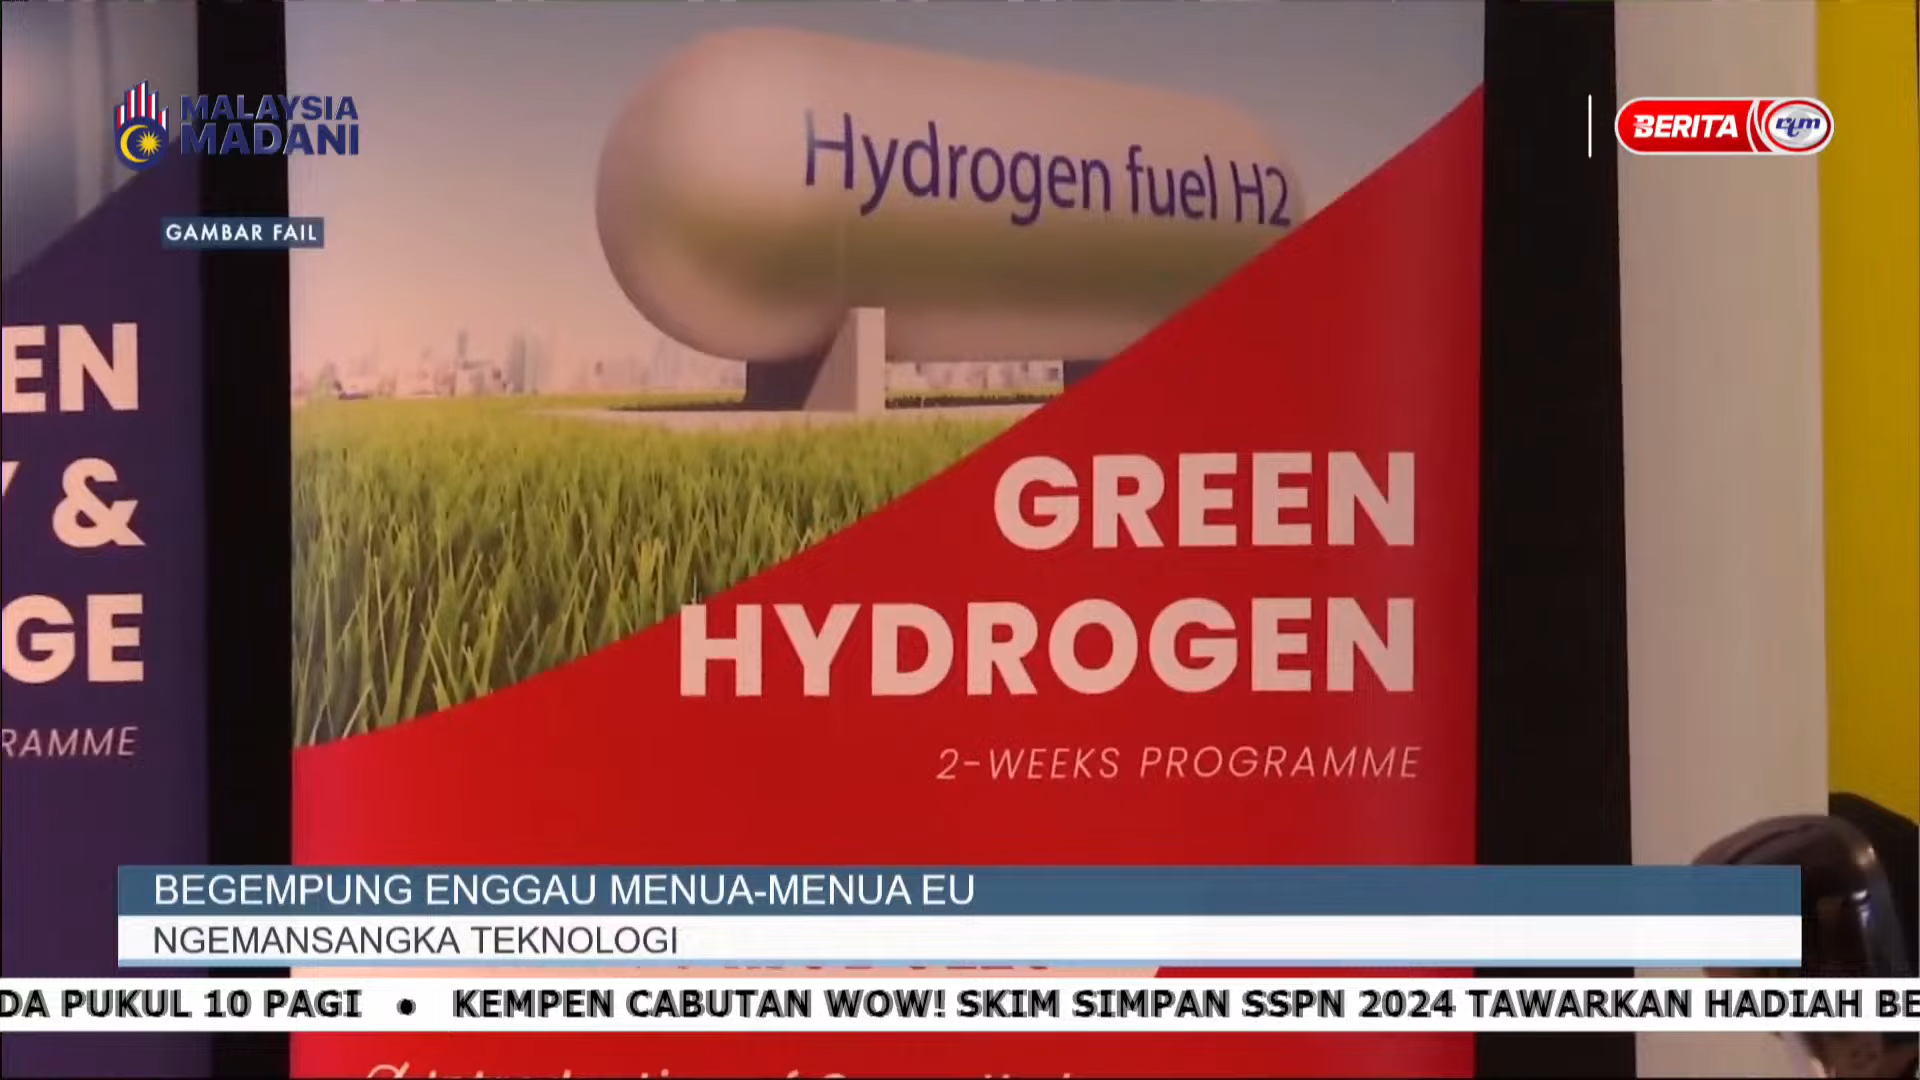 MALAYSIA
MADANI
BERITA rtm
GAMBAR FAIL
Hydrogen fuel H2
EN
&
GE
RAMME
GREEN
HYDROGEN
2-WEEKS PROGRAMME
BEGEMPUNG ENGGAU MENUA-MENUA EU
NGEMANSANGKA TEKNOLOGI
DA PUKUL 10 PAGI • KEMPEN CABUTAN WOW! SKIM SIMPAN SSPN 2024 TAWARKAN HADIAH BE